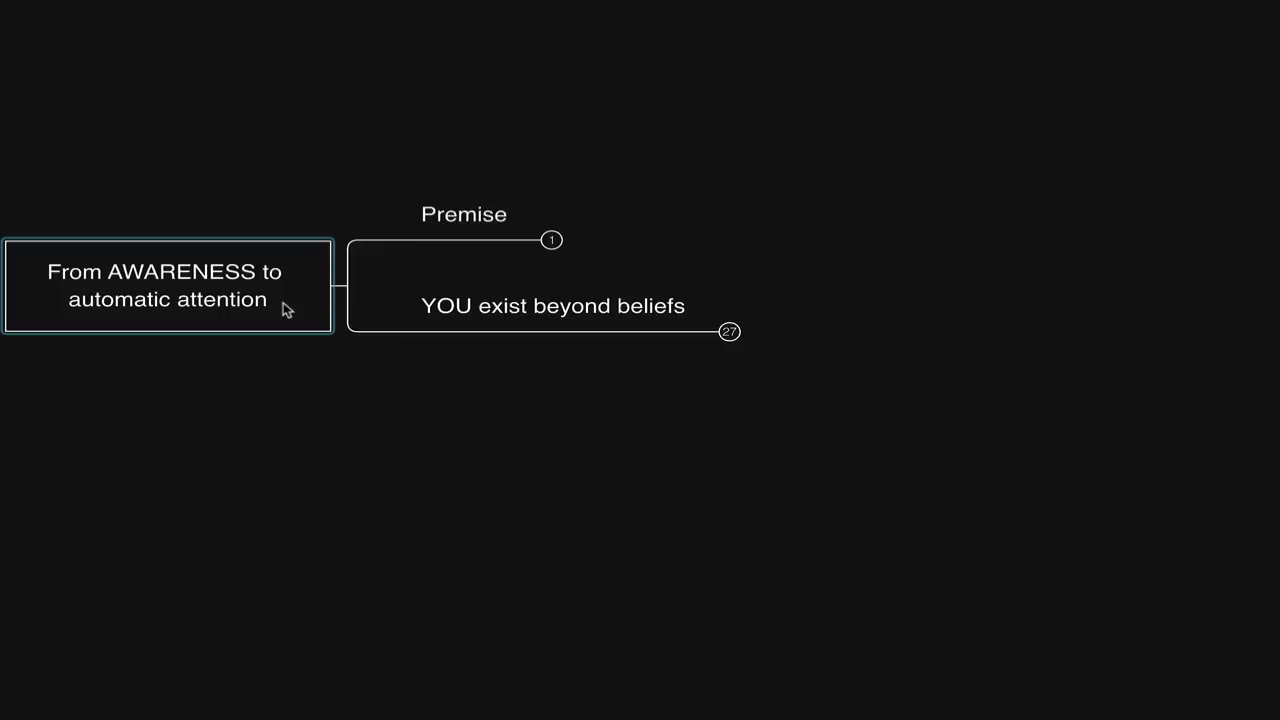 Premise
1
From AWARENESS to
automatic attention
YOU exist beyond beliefs
27